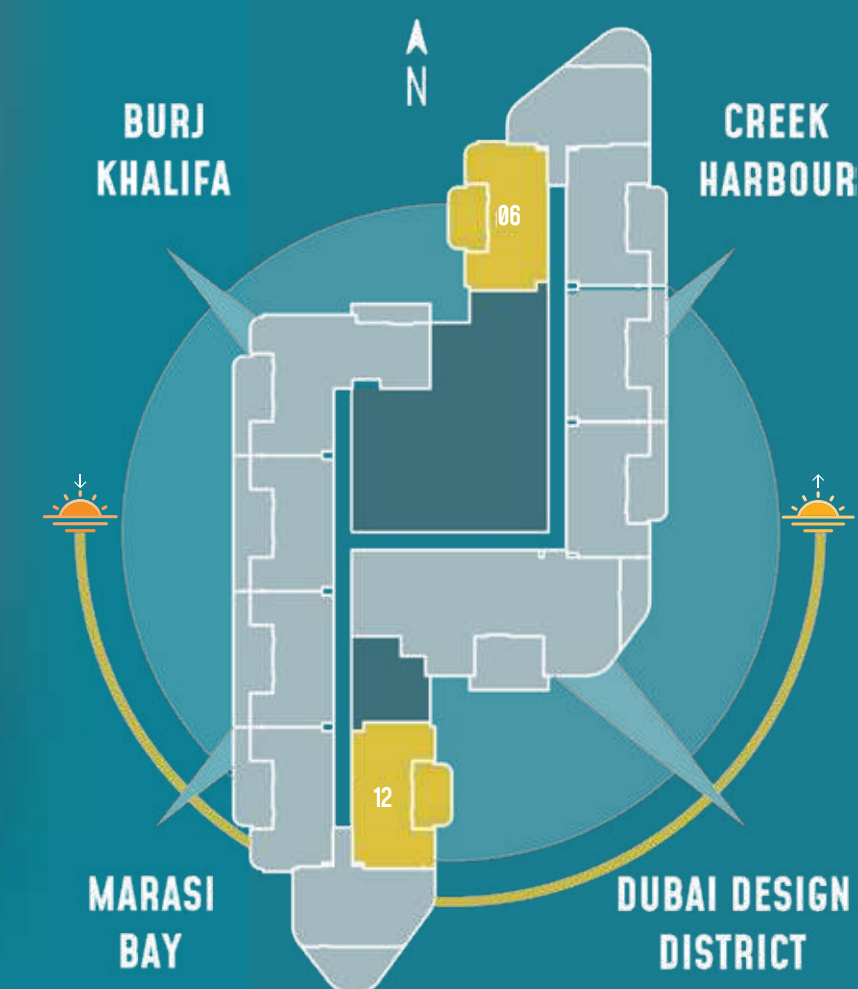 N
BURJ
KHALIFA
CREEK
HARBOUR
06
12
MARASI
BAY
DUBAI DESIGN
DISTRICT